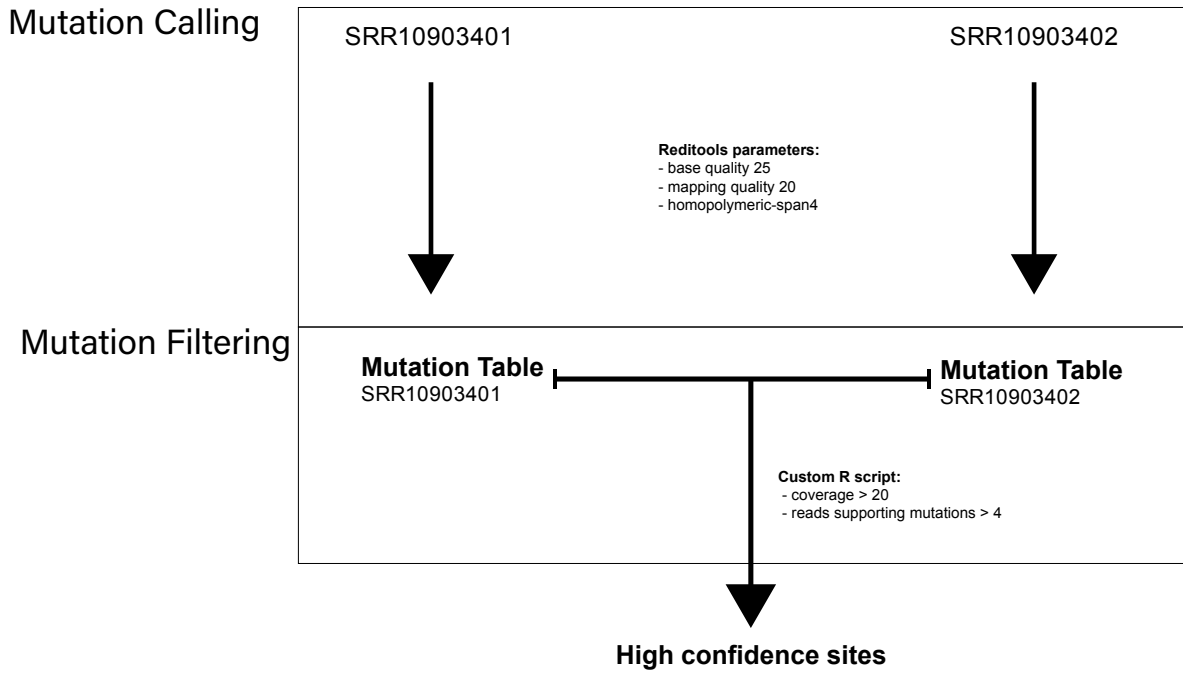 Mutation Calling
SRR10903401
SRR10903402
Reditools parameters:
- base quality 25
- mapping quality 20
- homopolymeric-span4
Mutation Filtering
Mutation Table
SRR10903401
Mutation Table
SRR10903402
Custom R script:
- coverage > 20
- reads supporting mutations > 4
High confidence sites